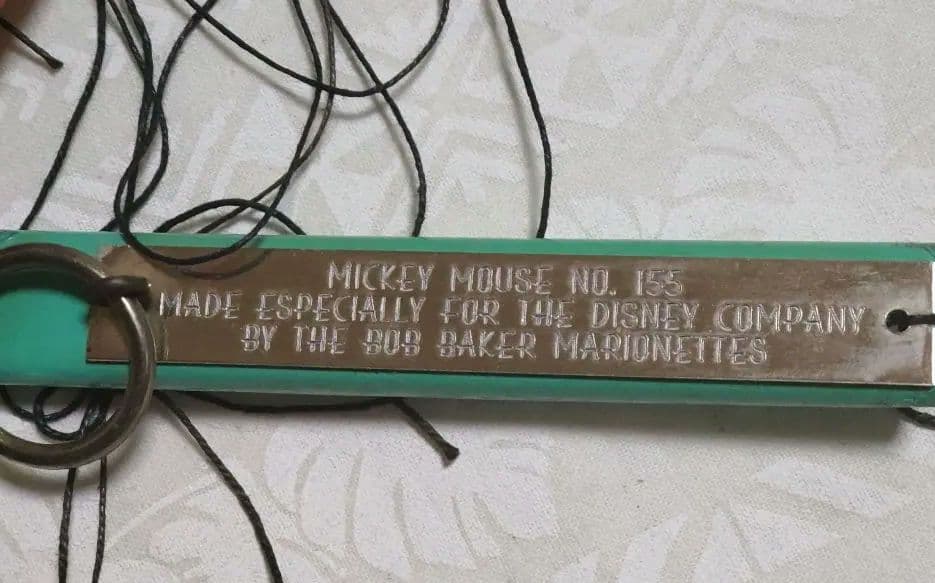 MICKEY MOUSE NO. 155
MADE ESPECIALLY FOR THE DISNEY COMPANY
BY THE BOB BAKER MARIONETTES